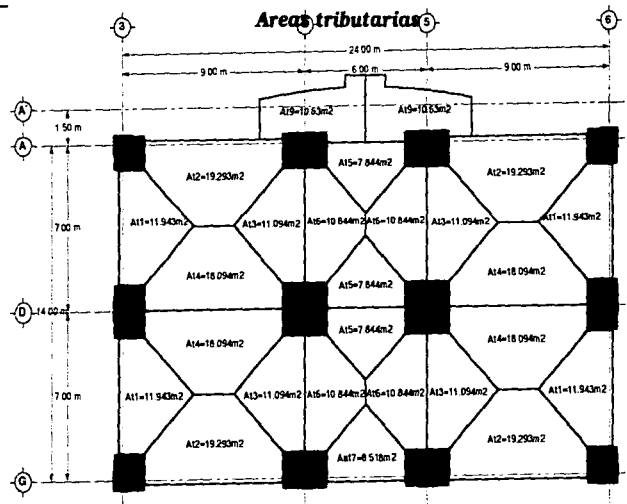 Areas tributarias
3 5 6
24.00 m
9.00 m 6.00 m 9.00 m
A'
At9=10.63m2 At9=10.63m2
1.50 m
A
At5=7.844m2
At2=19.293m2 At2=19.293m2
7.00 m
At1=11.943m2 At3=11.094m2 At6=10.844m2 At6=10.844m2 At3=11.094m2 At1=11.943m2
At4=18.094m2 At5=7.844m2 At4=18.094m2
D 14.00 m
At5=7.844m2
At4=18.094m2 At4=18.094m2
7.00 m
At1=11.943m2 At3=11.094m2 At6=10.844m2 At6=10.844m2 At3=11.094m2 At1=11.943m2
At2=19.293m2 At2=19.293m2
Aat7=8.518m2
G